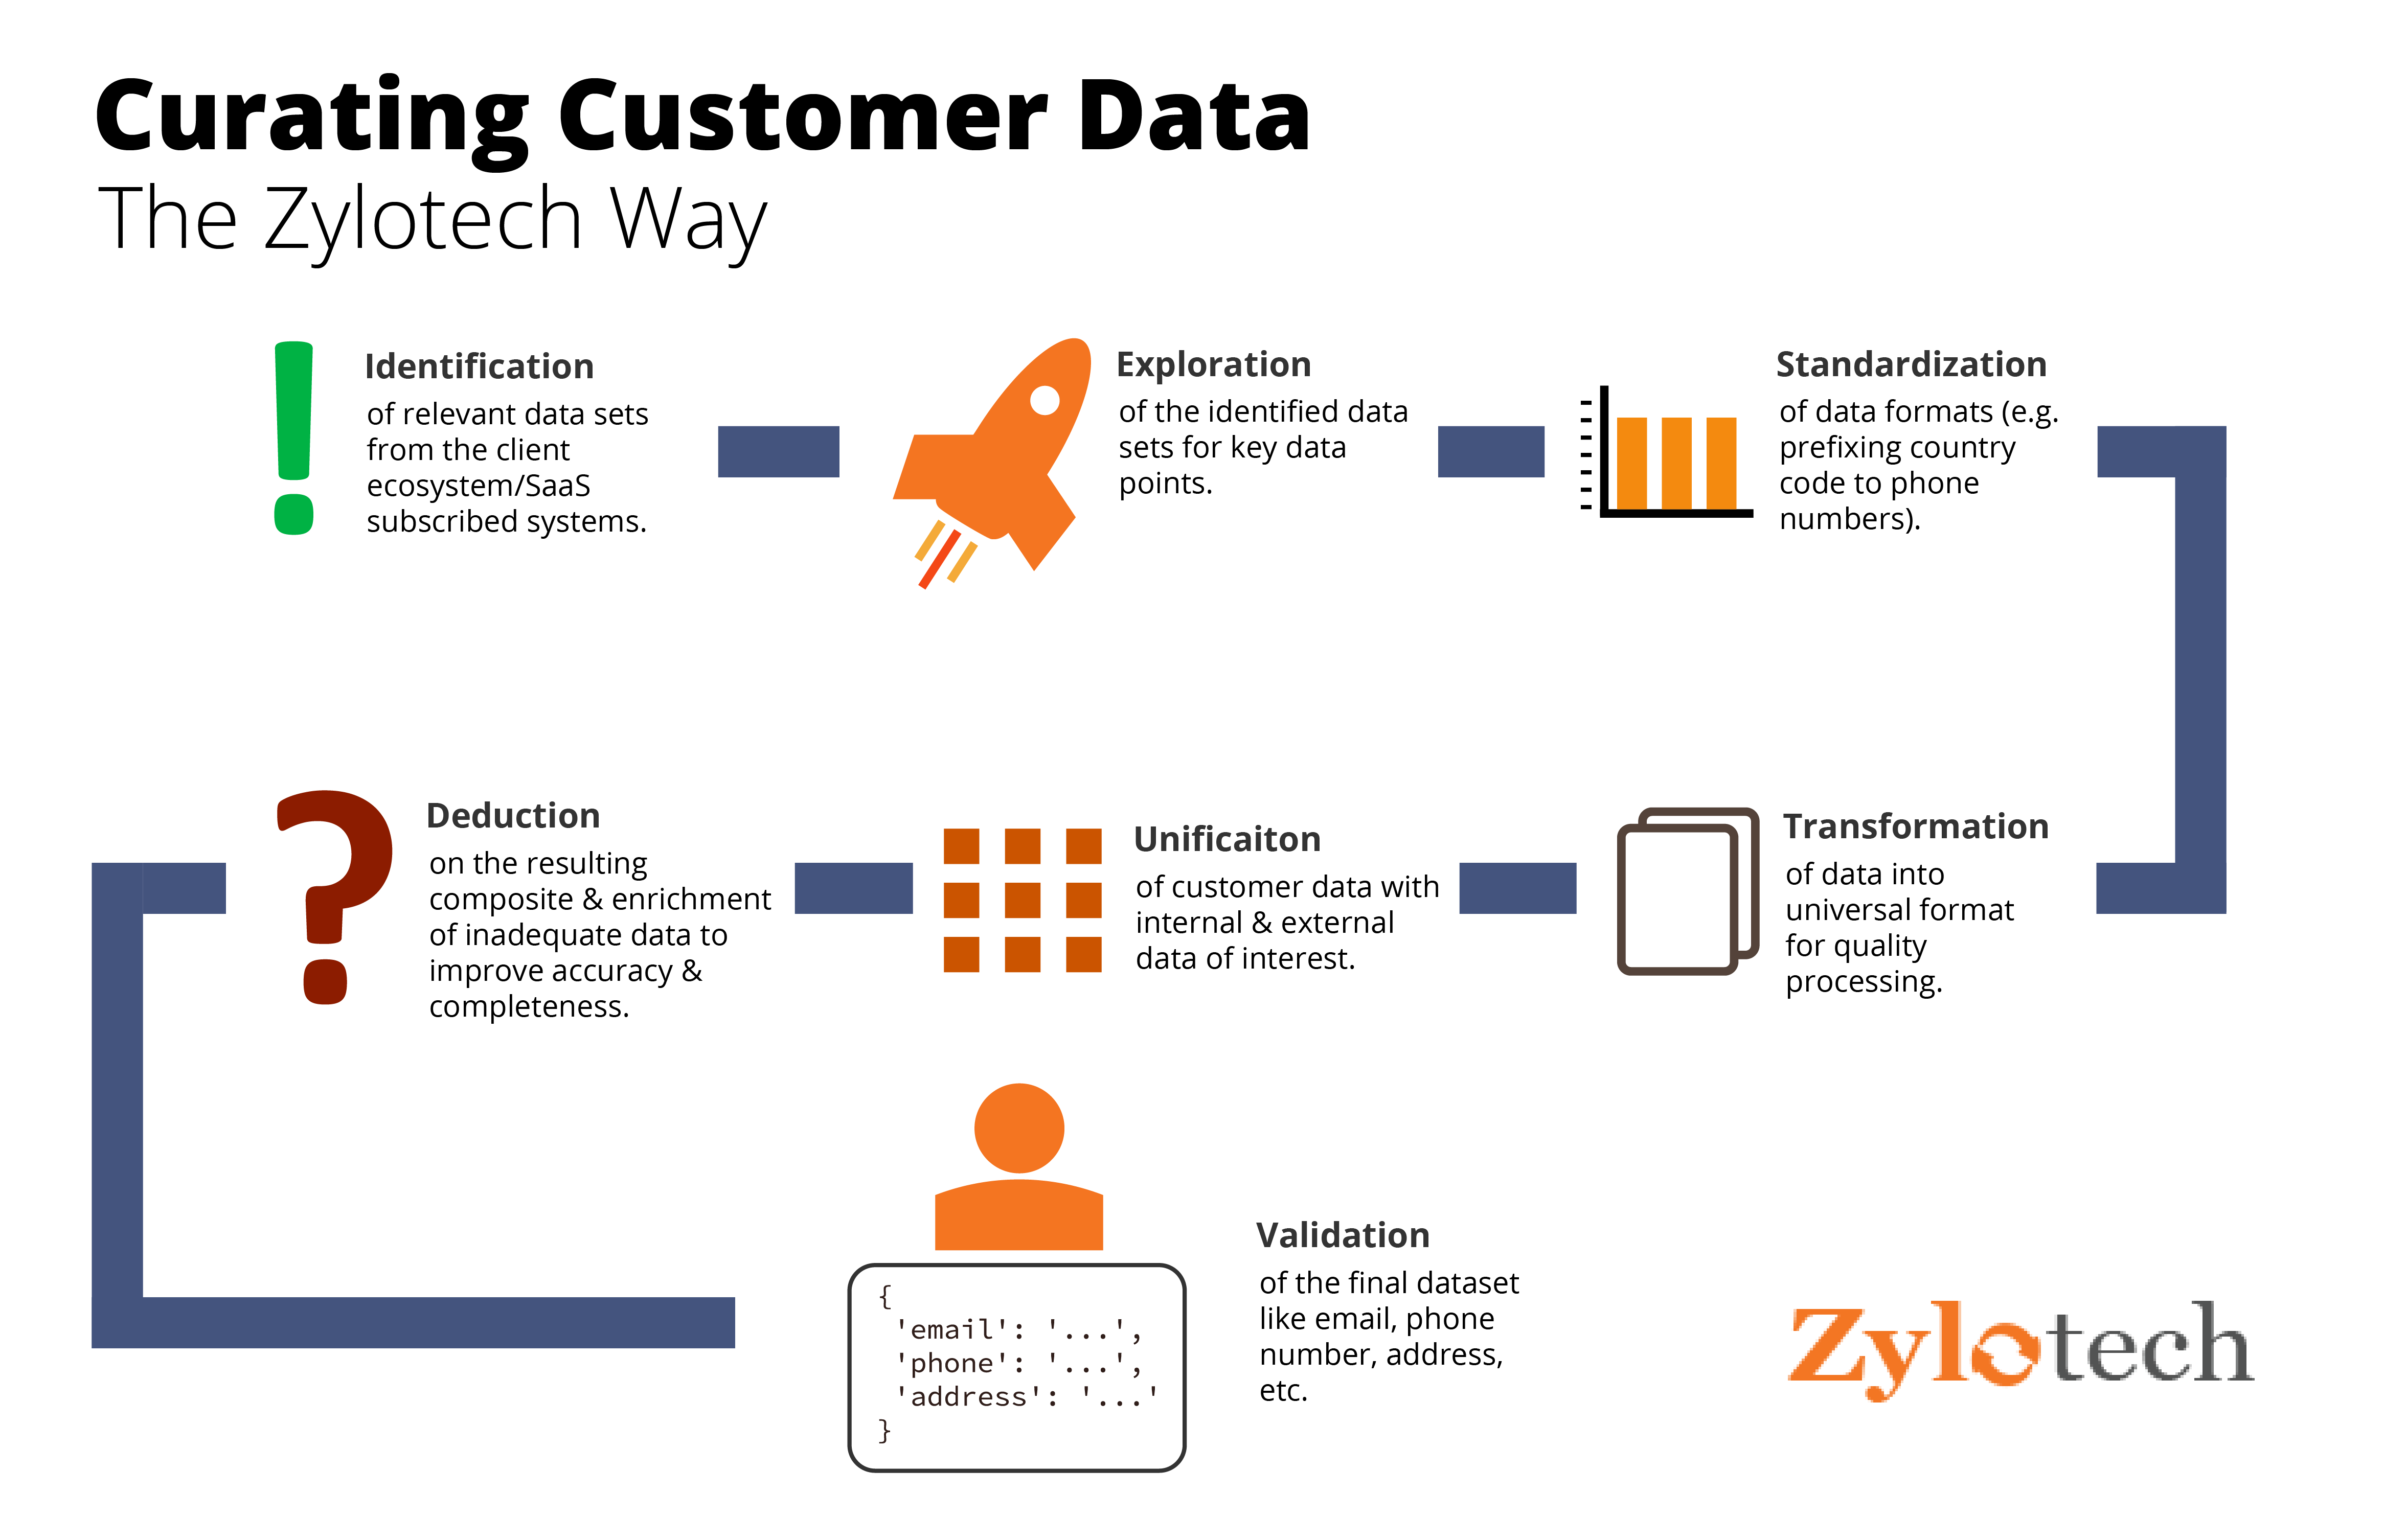 Curating Customer Data
The Zylotech Way
Identification
of relevant data sets
from the client
ecosystem/SaaS
subscribed systems.
Exploration
of the identified data
sets for key data
points.
Standardization
of data formats (e.g.
prefixing country
code to phone
numbers).
Transformation
of data into
universal format
for quality
processing.
Unificaiton
of customer data with
internal & external
data of interest.
Deduction
on the resulting
composite & enrichment
of inadequate data to
improve accuracy &
completeness.
{
'email': '...',
'phone': '...',
'address': '...'
}
Validation
of the final dataset
like email, phone
number, address,
etc.
Zylotech